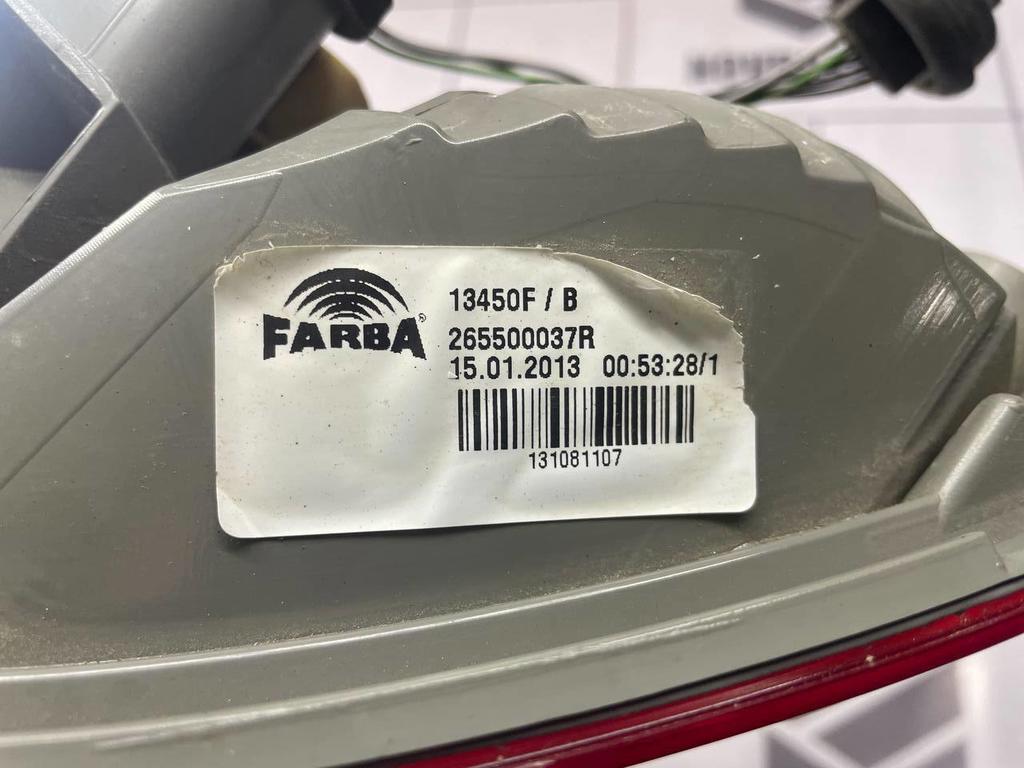 FARBA®
13450F / B
265500037R
15.01.2013 00:53:28/1
131081107